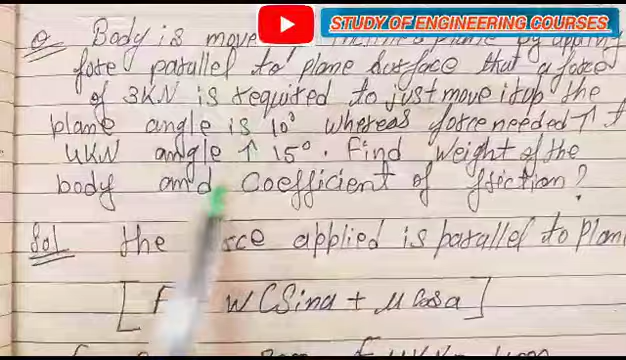 STUDY OF ENGINEERING COURSES
Q Body is move
force parallel to plane surface that a force
of 3KN is required to just move it up the
plane angle is 10° whereas force needed ↑
4KN angle ↑ 15°. Find Weight of the
body and Coefficient of friction?
Sol. the applied is parallel to
[F W (Sina + μ Cosa]